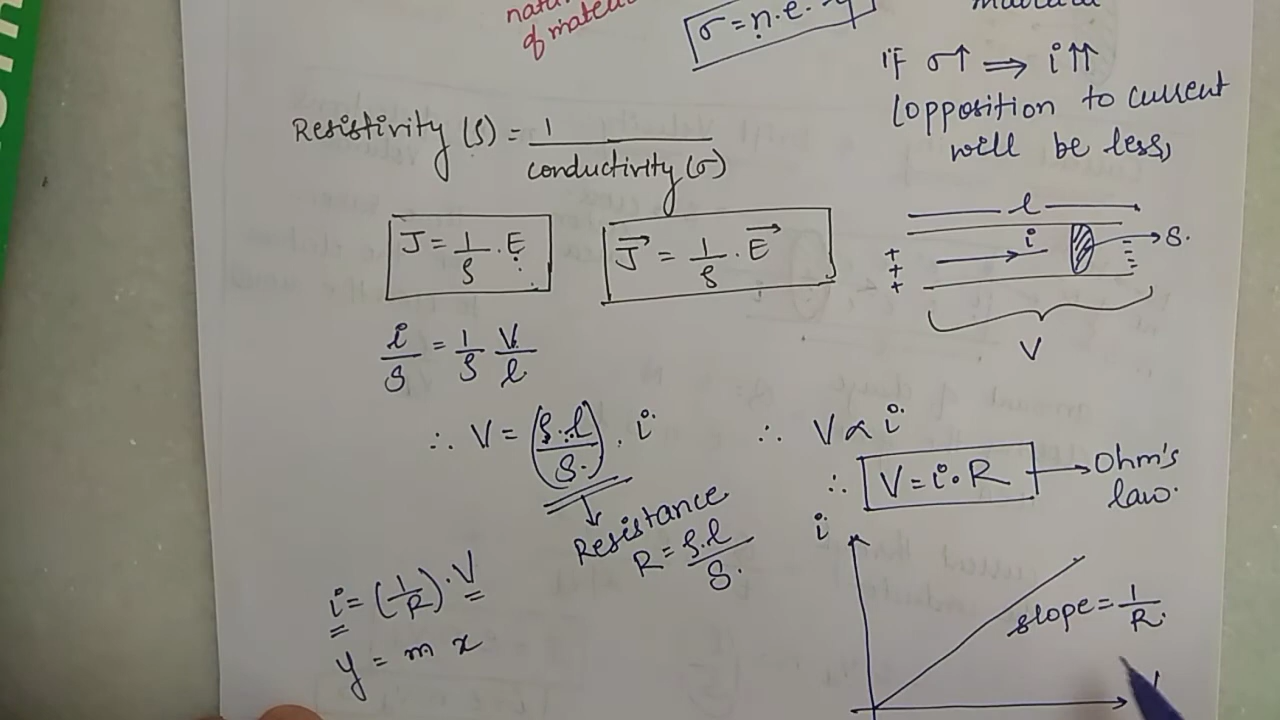 of
σ = n.e.
if σ↑ ⇒ i↑↑
(opposition to current
will be less,
Resistivity (ρ) = 1 / conductivity (σ)
J = 1/ρ . E
J⃗ = 1/ρ . E⃗
l
i
S.
+
+
+
V
i/S = 1/ρ V/l
∴ V = (ρ.l/S.) . i
∴ V ∝ i
∴ V = i.R → Ohm's
law.
Resistance
R = ρ.l/S.
i = (1/R).V
y = m x
i
slope = 1/R.